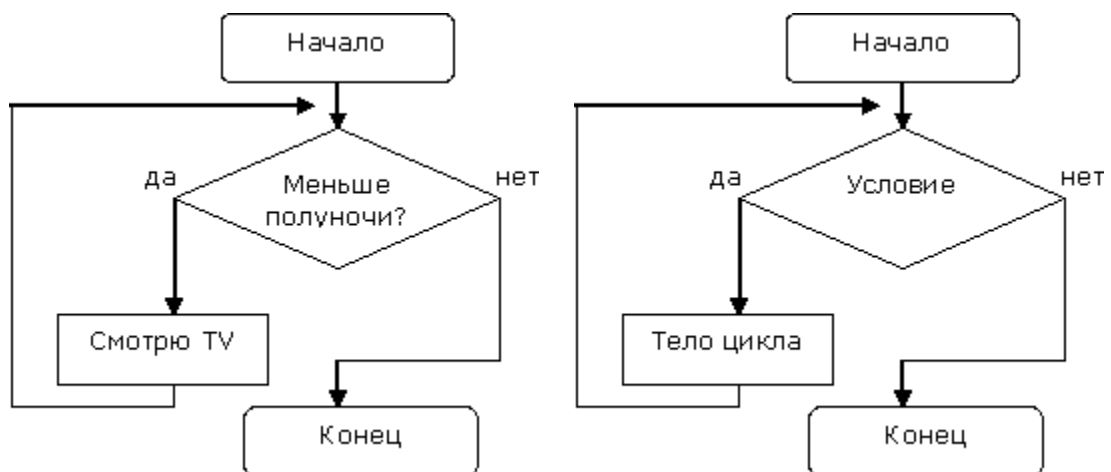 Начало
да
Меньше
полуночи?
нет
Смотрю TV
Конец
Начало
да
Условие
нет
Тело цикла
Конец